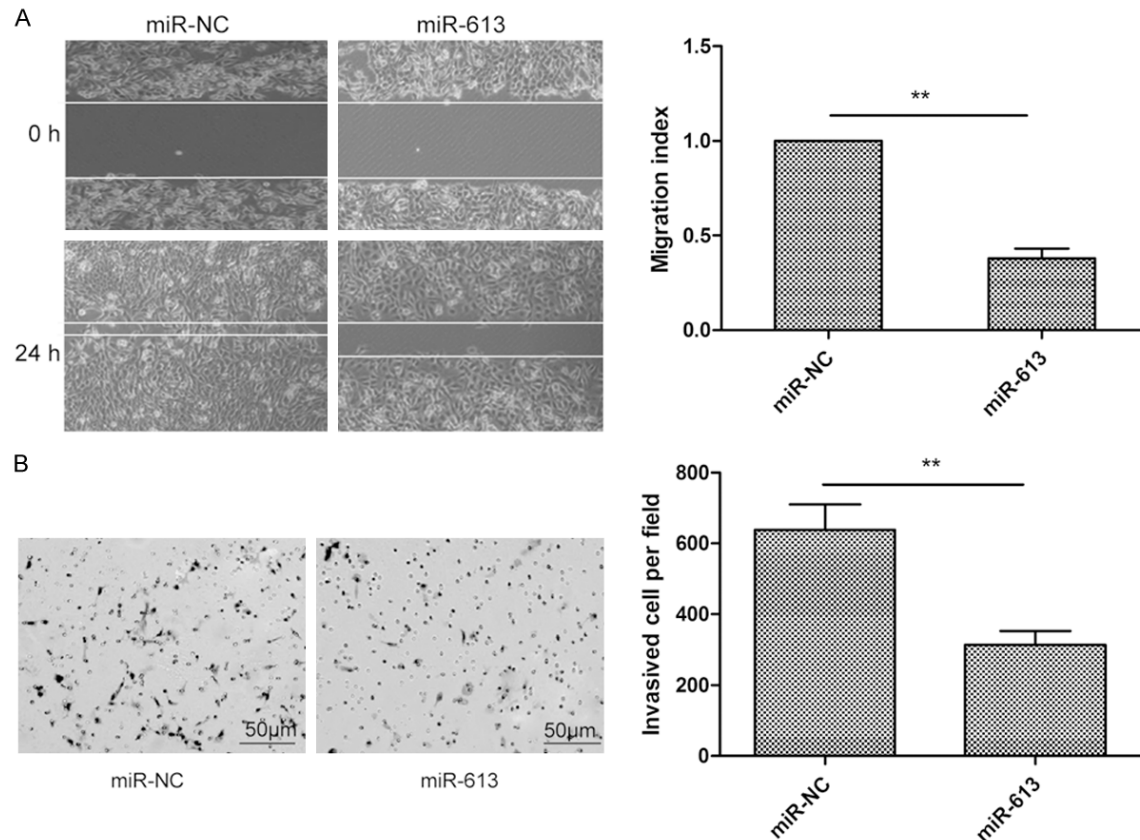 A
miR-NC
miR-613
0 h
24 h
Migration index
1.5
1.0
0.5
0.0
**
miR-NC
miR-613
B
50μm
50μm
miR-NC
miR-613
Invasived cell per field
800
600
400
200
0
**
miR-NC
miR-613